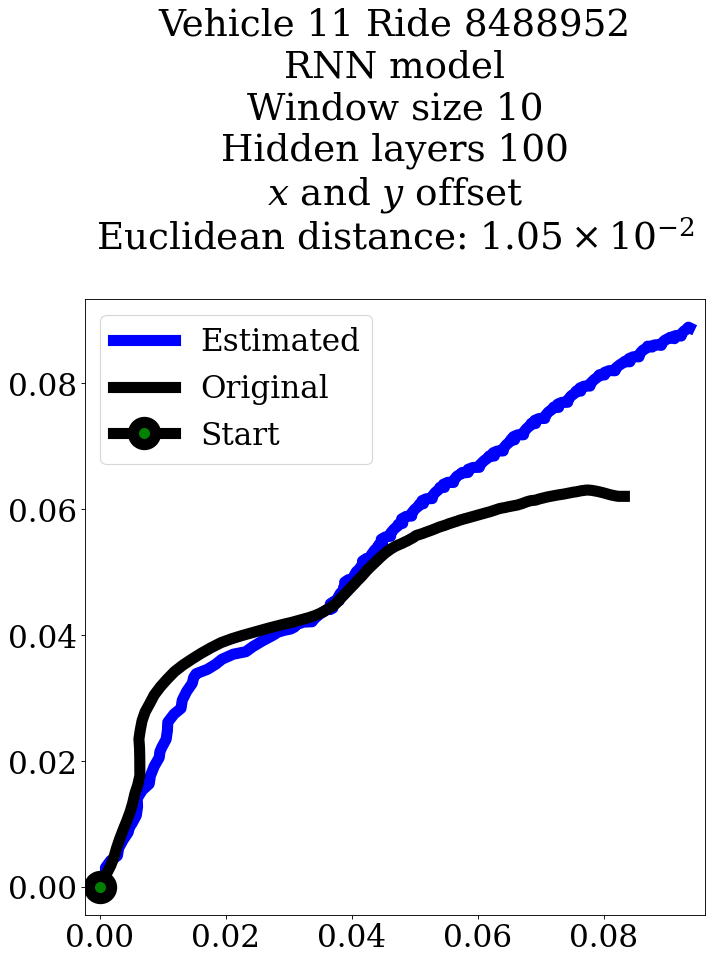 Vehicle 11 Ride 8488952
RNN model
Window size 10
Hidden layers 100
x and y offset
Euclidean distance: 1.05 × 10⁻²
Estimated
Original
Start
0.08
0.06
0.04
0.02
0.00
0.00 0.02 0.04 0.06 0.08